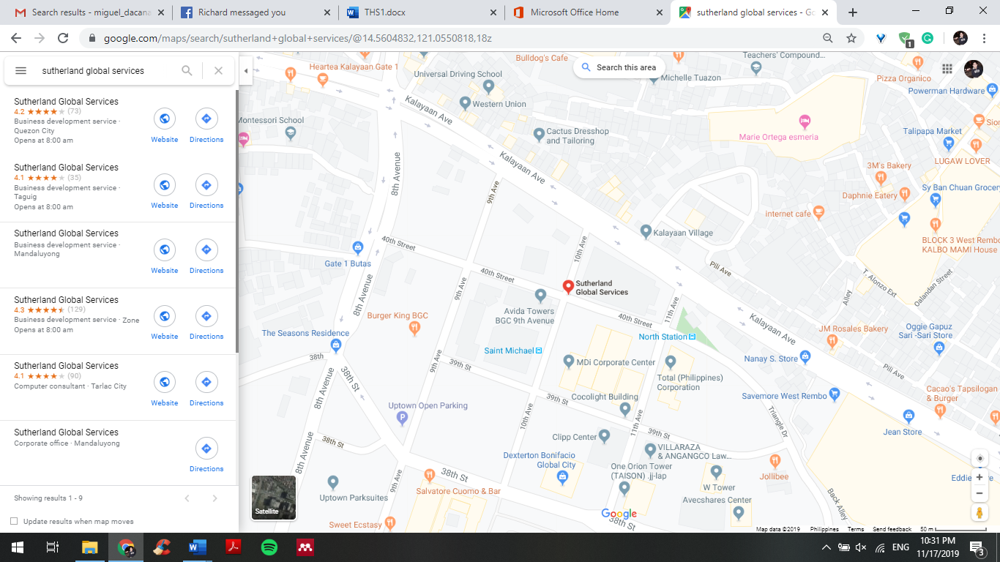 Search results - miguel_dacana
Richard messaged you
THS1.docx
Microsoft Office Home
sutherland global services - Go
google.com/maps/search/sutherland+global+services/@14.5604832,121.0550818,18z
1
sutherland global services
Sutherland Global Services
4.2 ★★★★★ (73)
Business development service ·
Quezon City
Opens at 8:00 am
Website
Directions
Sutherland Global Services
4.1 ★★★★★ (35)
Business development service ·
Taguig
Opens at 8:00 am
Website
Directions
Sutherland Global Services
Business development service ·
Mandaluyong
Website
Directions
Sutherland Global Services
4.3 ★★★★★ (129)
Business development service · Zone
Opens at 8:00 am
Website
Directions
Sutherland Global Services
4.1 ★★★★★ (90)
Computer consultant · Tarlac City
Website
Directions
Sutherland Global Services
Corporate office · Mandaluyong
Directions
Showing results 1 - 9
Update results when map moves
Search this area
Bulldog's Cafe
Teachers' Compound...
Heartea Kalayaan Gate 1
Universal Driving School
Michelle Tuazon
Pizza Organico
Powerman Hardware
Kalayaan Ave
Western Union
Montessori School
Cactus Dresshop
and Tailoring
Marie Ortega esmeria
Talipapa Market
Sion
LUGAW LOVER
Kalayaan Ave
8th Avenue
9th Ave
3M's Bakery
Sy Ban Chuan Grocery
Daphnie Eatery
internet cafe
Kalayaan Village
BLOCK 3 West Rembo
KALBO MAMI House
40th Street
10th Ave
Gate 1 Butas
Pili Ave
T. Alonzo Ext
Oalandan Street
40th Street
Sutherland
Global Services
8th Avenue
9th Ave
Alley
Avida Towers
BGC 9th Avenue
11th Ave
Burger King BGC
40th Street
Kalayaan Ave
JM Rosales Bakery
Oggie Gapuz
Sari -Sari Store
The Seasons Residence
North Station
Saint Michael
38th
Nanay S. Store
9th Ave
39th St
MDi Corporate Center
Pili Ave
8th Avenue
38th St
Total (Philippines)
Corporation
Cacao's Tapsilogan
& Burger
Cocolight Building
39th St
Savemore West Rembo
Uptown Open Parking
10th Ave
11th Ave
Triangle Dr
Jean Store
39th St
Clipp Center
38th St
8th Avenue
VILLARAZA
& ANGANGCO Law...
Dexterton Bonifacio
Global City
One Orion Tower
(TAISON) .jj-lap
Jollibee
9th Ave
38th St
W Tower
Salvatore Cuomo & Bar
Uptown Parksuites
Avecshares Center
Back Alley
Eddie
Satellite
Sweet Ecstasy
Google
38th St
Map data ©2019
Philippines
Terms
Send feedback
50 m
ENG
10:31 PM
11/17/2019
3